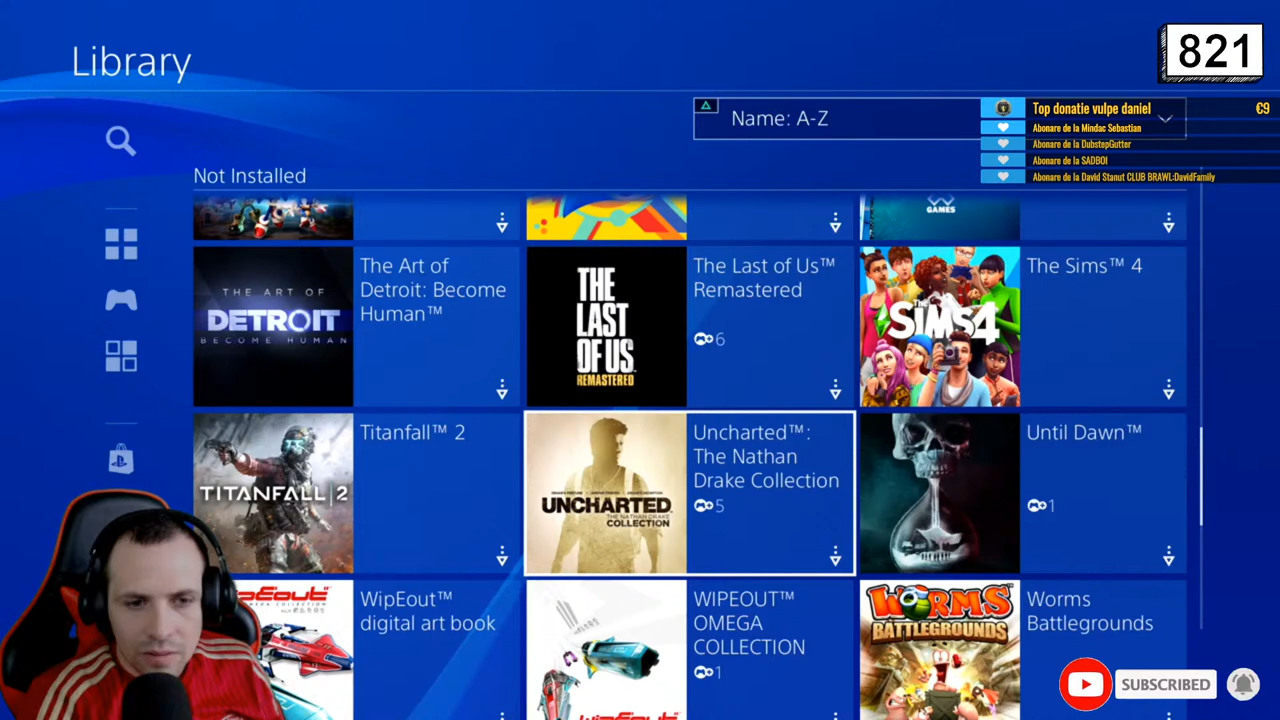 Library
821
Name: A-Z
Top donatie vulpe daniel €9
Abonare de la Mindac Sebastian
Abonare de la DubstepGutter
Abonare de la SADBOI
Abonare de la David Stanut CLUB BRAWL:DavidFamily
Not Installed
GAMES
THE ART OF
DETROIT
BECOME HUMAN
The Art of
Detroit: Become
Human™
THE
LAST
OF US
REMASTERED
The Last of Us™
Remastered
6
THE SIMS 4
The Sims™ 4
TITANFALL 2
Titanfall™ 2
UNCHARTED
THE NATHAN DRAKE
COLLECTION
Uncharted™:
The Nathan
Drake Collection
5
Until Dawn™
1
WipEout™
digital art book
WIPEOUT™
OMEGA
COLLECTION
1
WORMS
BATTLEGROUNDS
Worms
Battlegrounds
SUBSCRIBED